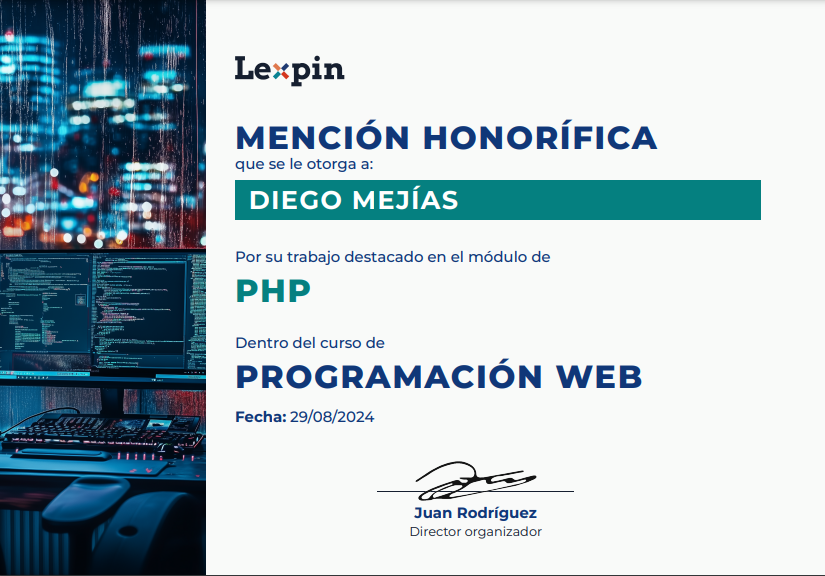 Lexpin
MENCIÓN HONORÍFICA
que se le otorga a:
DIEGO MEJÍAS
Por su trabajo destacado en el módulo de
PHP
Dentro del curso de
PROGRAMACIÓN WEB
Fecha: 29/08/2024
Juan Rodríguez
Director organizador